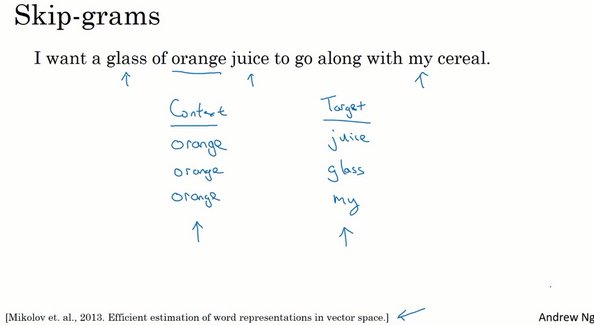 Skip-grams
I want a glass of orange juice to go along with my cereal.
Context Target
orange juice
orange glass
orange my
[Mikolov et. al., 2013. Efficient estimation of word representations in vector space.]
Andrew Ng